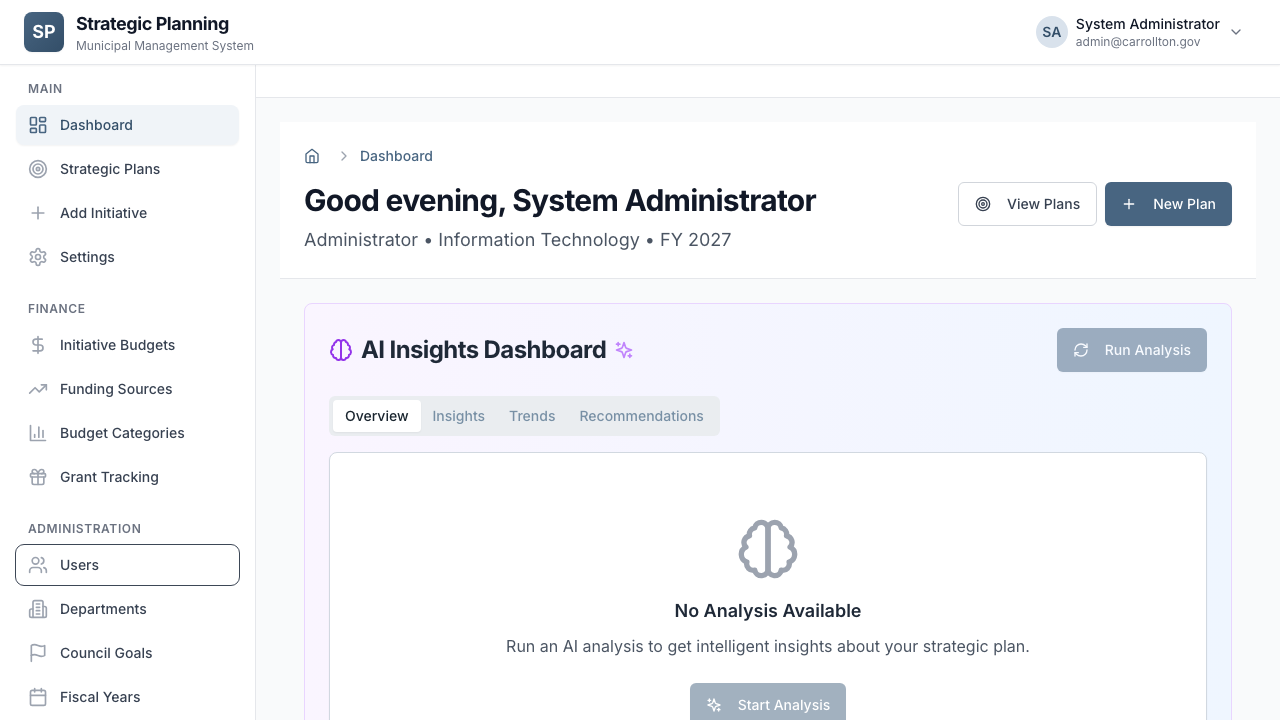 SP
Strategic Planning
Municipal Management System
SA
System Administrator
admin@carrollton.gov
MAIN
Dashboard
Strategic Plans
Add Initiative
Settings
FINANCE
Initiative Budgets
Funding Sources
Budget Categories
Grant Tracking
ADMINISTRATION
Users
Departments
Council Goals
Fiscal Years
Dashboard
Good evening, System Administrator
Administrator • Information Technology • FY 2027
View Plans
New Plan
AI Insights Dashboard
Run Analysis
Overview Insights Trends Recommendations
No Analysis Available
Run an AI analysis to get intelligent insights about your strategic plan.
Start Analysis